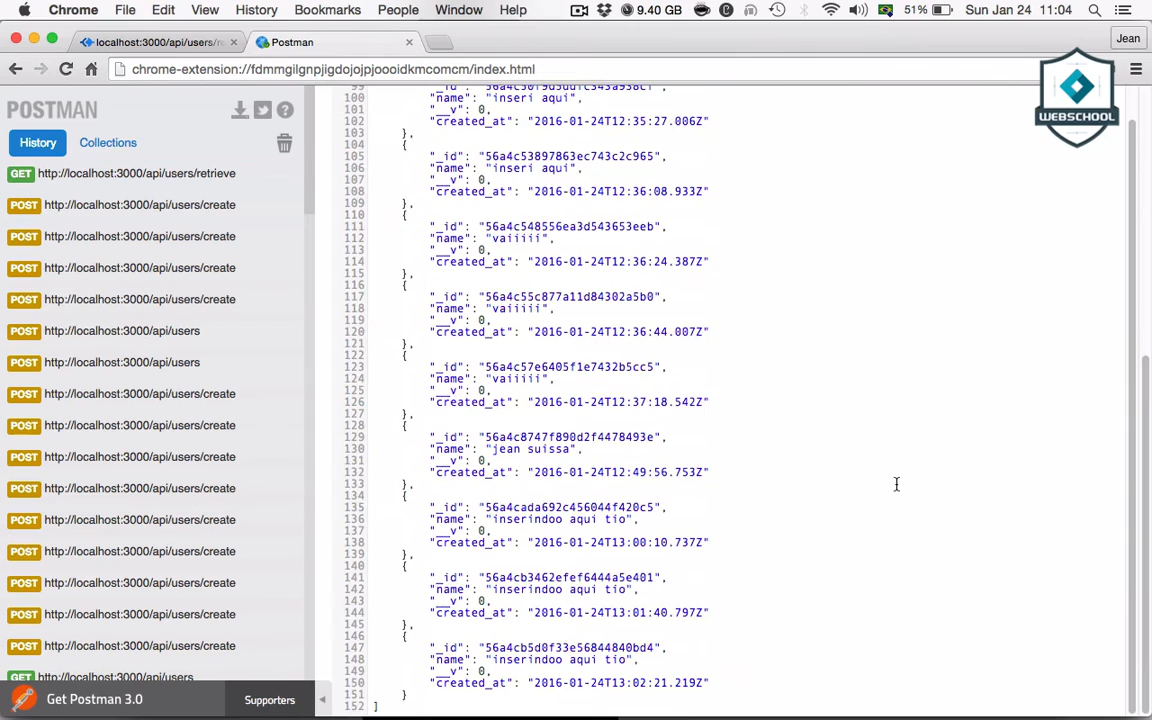 Chrome File Edit View History Bookmarks People Window Help 9.40 GB 51% Sun Jan 24 11:04
localhost:3000/api/users/r Postman Jean
chrome-extension://fdmmgilgnpjigdojojpjoooidkmcomcm/index.html
WEBSCHOOL
POSTMAN
History Collections
GET http://localhost:3000/api/users/retrieve
POST http://localhost:3000/api/users/create
POST http://localhost:3000/api/users/create
POST http://localhost:3000/api/users/create
POST http://localhost:3000/api/users/create
POST http://localhost:3000/api/users
POST http://localhost:3000/api/users
POST http://localhost:3000/api/users/create
POST http://localhost:3000/api/users/create
POST http://localhost:3000/api/users/create
POST http://localhost:3000/api/users/create
POST http://localhost:3000/api/users/create
POST http://localhost:3000/api/users/create
POST http://localhost:3000/api/users/create
POST http://localhost:3000/api/users/create
POST http://localhost:3000/api/users/create
GET http://localhost:3000/api/users
Get Postman 3.0 Supporters
99 "_id":
100 "name": "inseri aqui",
101 "__v": 0,
102 "created_at": "2016-01-24T12:35:27.006Z"
103 },
104 {
105 "_id": "56a4c53897863ec743c2c965",
106 "name": "inseri aqui",
107 "__v": 0,
108 "created_at": "2016-01-24T12:36:08.933Z"
109 },
110 {
111 "_id": "56a4c548556ea3d543653eeb",
112 "name": "vaiiiii",
113 "__v": 0,
114 "created_at": "2016-01-24T12:36:24.387Z"
115 },
116 {
117 "_id": "56a4c55c877a11d84302a5b0",
118 "name": "vaiiiii",
119 "__v": 0,
120 "created_at": "2016-01-24T12:36:44.007Z"
121 },
122 {
123 "_id": "56a4c57e6405f1e7432b5cc5",
124 "name": "vaiiiii",
125 "__v": 0,
126 "created_at": "2016-01-24T12:37:18.542Z"
127 },
128 {
129 "_id": "56a4c8747f890d2f4478493e",
130 "name": "jean suissa",
131 "__v": 0,
132 "created_at": "2016-01-24T12:49:56.753Z"
133 },
134 {
135 "_id": "56a4cada692c456044f420c5",
136 "name": "inserindoo aqui tio",
137 "__v": 0,
138 "created_at": "2016-01-24T13:00:10.737Z"
139 },
140 {
141 "_id": "56a4cb3462efef6444a5e401",
142 "name": "inserindoo aqui tio",
143 "__v": 0,
144 "created_at": "2016-01-24T13:01:40.797Z"
145 },
146 {
147 "_id": "56a4cb5d0f33e56844840bd4",
148 "name": "inserindoo aqui tio",
149 "__v": 0,
150 "created_at": "2016-01-24T13:02:21.219Z"
151 }
152 ]